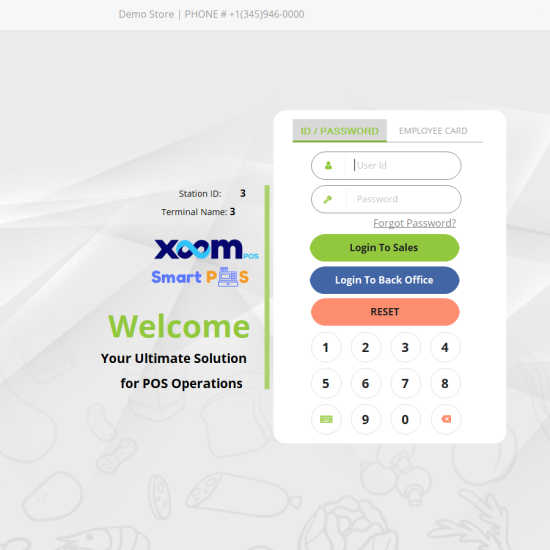 Demo Store | PHONE # +1(345)946-0000
ID / PASSWORD
EMPLOYEE CARD
User Id
Password
Forgot Password?
Login To Sales
Login To Back Office
RESET
1 2 3 4
5 6 7 8
9 0
Station ID: 3
Terminal Name: 3
xoom POS
Smart POS
Welcome
Your Ultimate Solution
for POS Operations